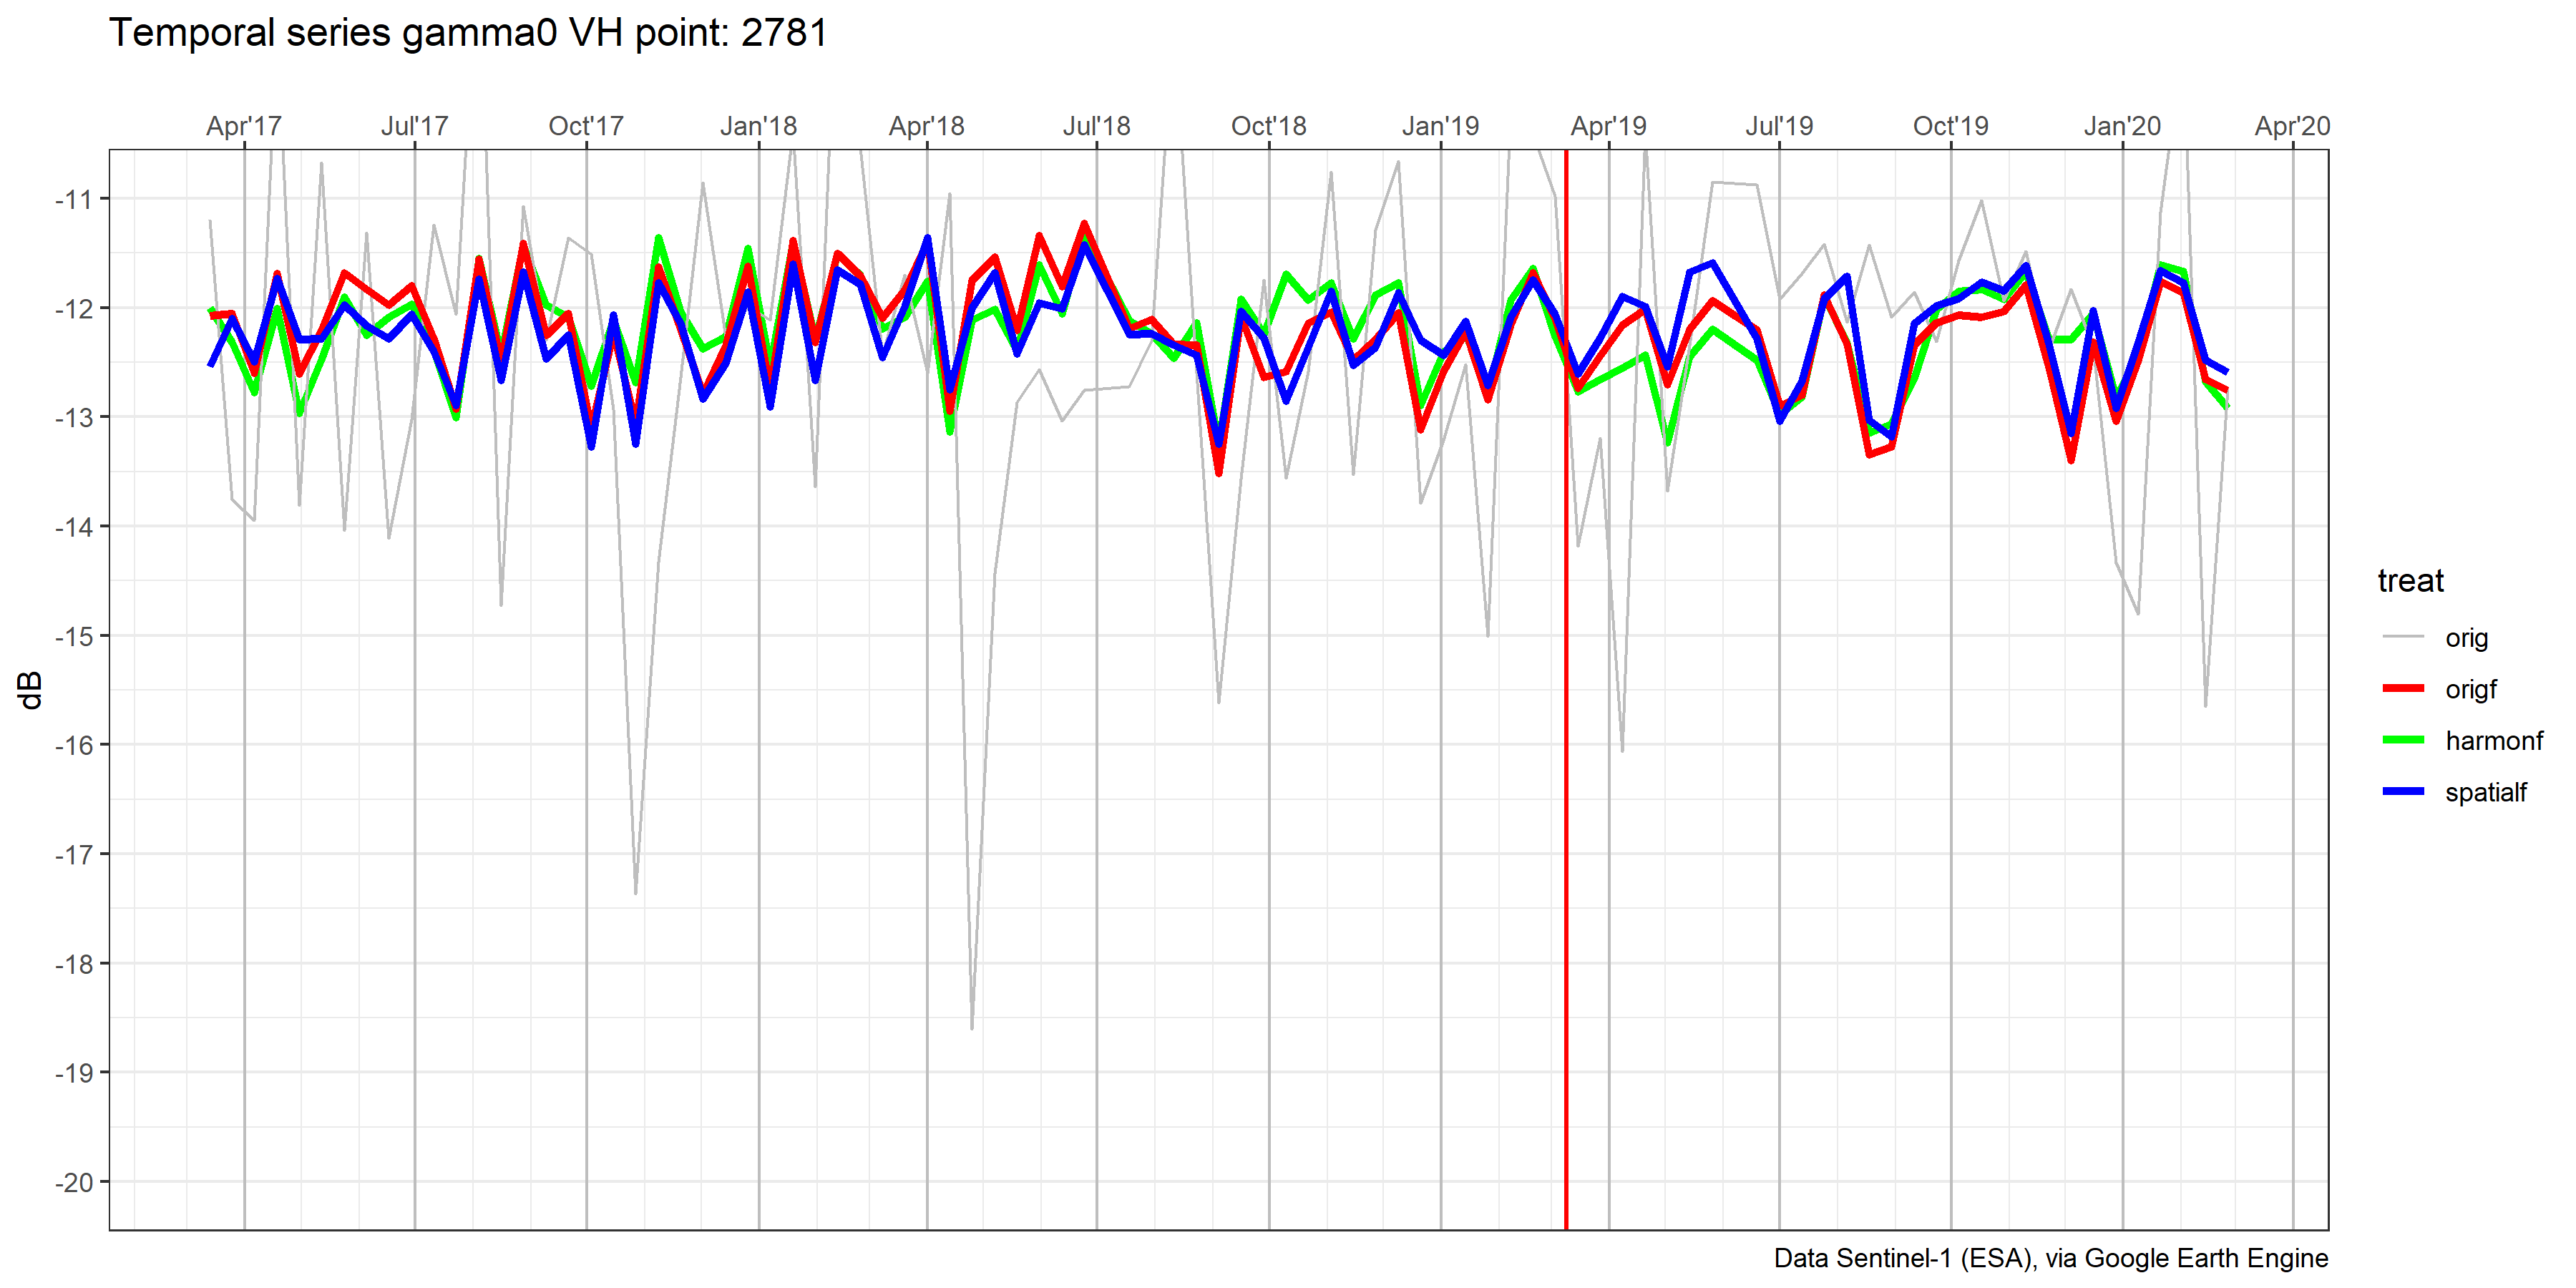 Temporal series gamma0 VH point: 2781
Apr'17 Jul'17 Oct'17 Jan'18 Apr'18 Jul'18 Oct'18 Jan'19 Apr'19 Jul'19 Oct'19 Jan'20 Apr'20
-11
-12
-13
-14
-15
-16
-17
-18
-19
-20
dB
treat
orig
origf
harmonf
spatialf
Data Sentinel-1 (ESA), via Google Earth Engine